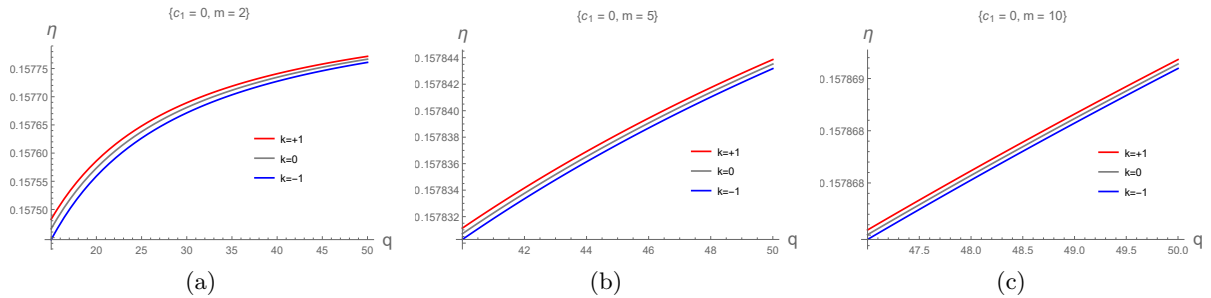 {c₁ = 0, m = 2}
η
0.15775
0.15770
0.15765
0.15760
0.15755
0.15750
k=+1
k=0
k=−1
20 25 30 35 40 45 50 q
(a)
{c₁ = 0, m = 5}
η
0.157844
0.157842
0.157840
0.157838
0.157836
0.157834
0.157832
k=+1
k=0
k=−1
42 44 46 48 50 q
(b)
{c₁ = 0, m = 10}
η
0.157869
0.157868
0.157868
k=+1
k=0
k=−1
47.5 48.0 48.5 49.0 49.5 50.0 q
(c)